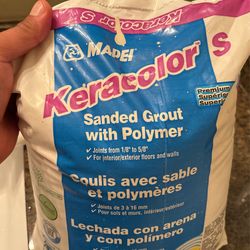 Keracolor S
MAPEI
Keracolor S
Premium
Supérieur
Superior
Sanded Grout
with Polymer
• Joints from 1/8" to 5/8"
• For interior/exterior floors and walls
Coulis avec sable
et polymères
• Joints de 3 à 16 mm
• Pour sols et murs, intérieur/extérieur
Lechada con arena
y con polímero